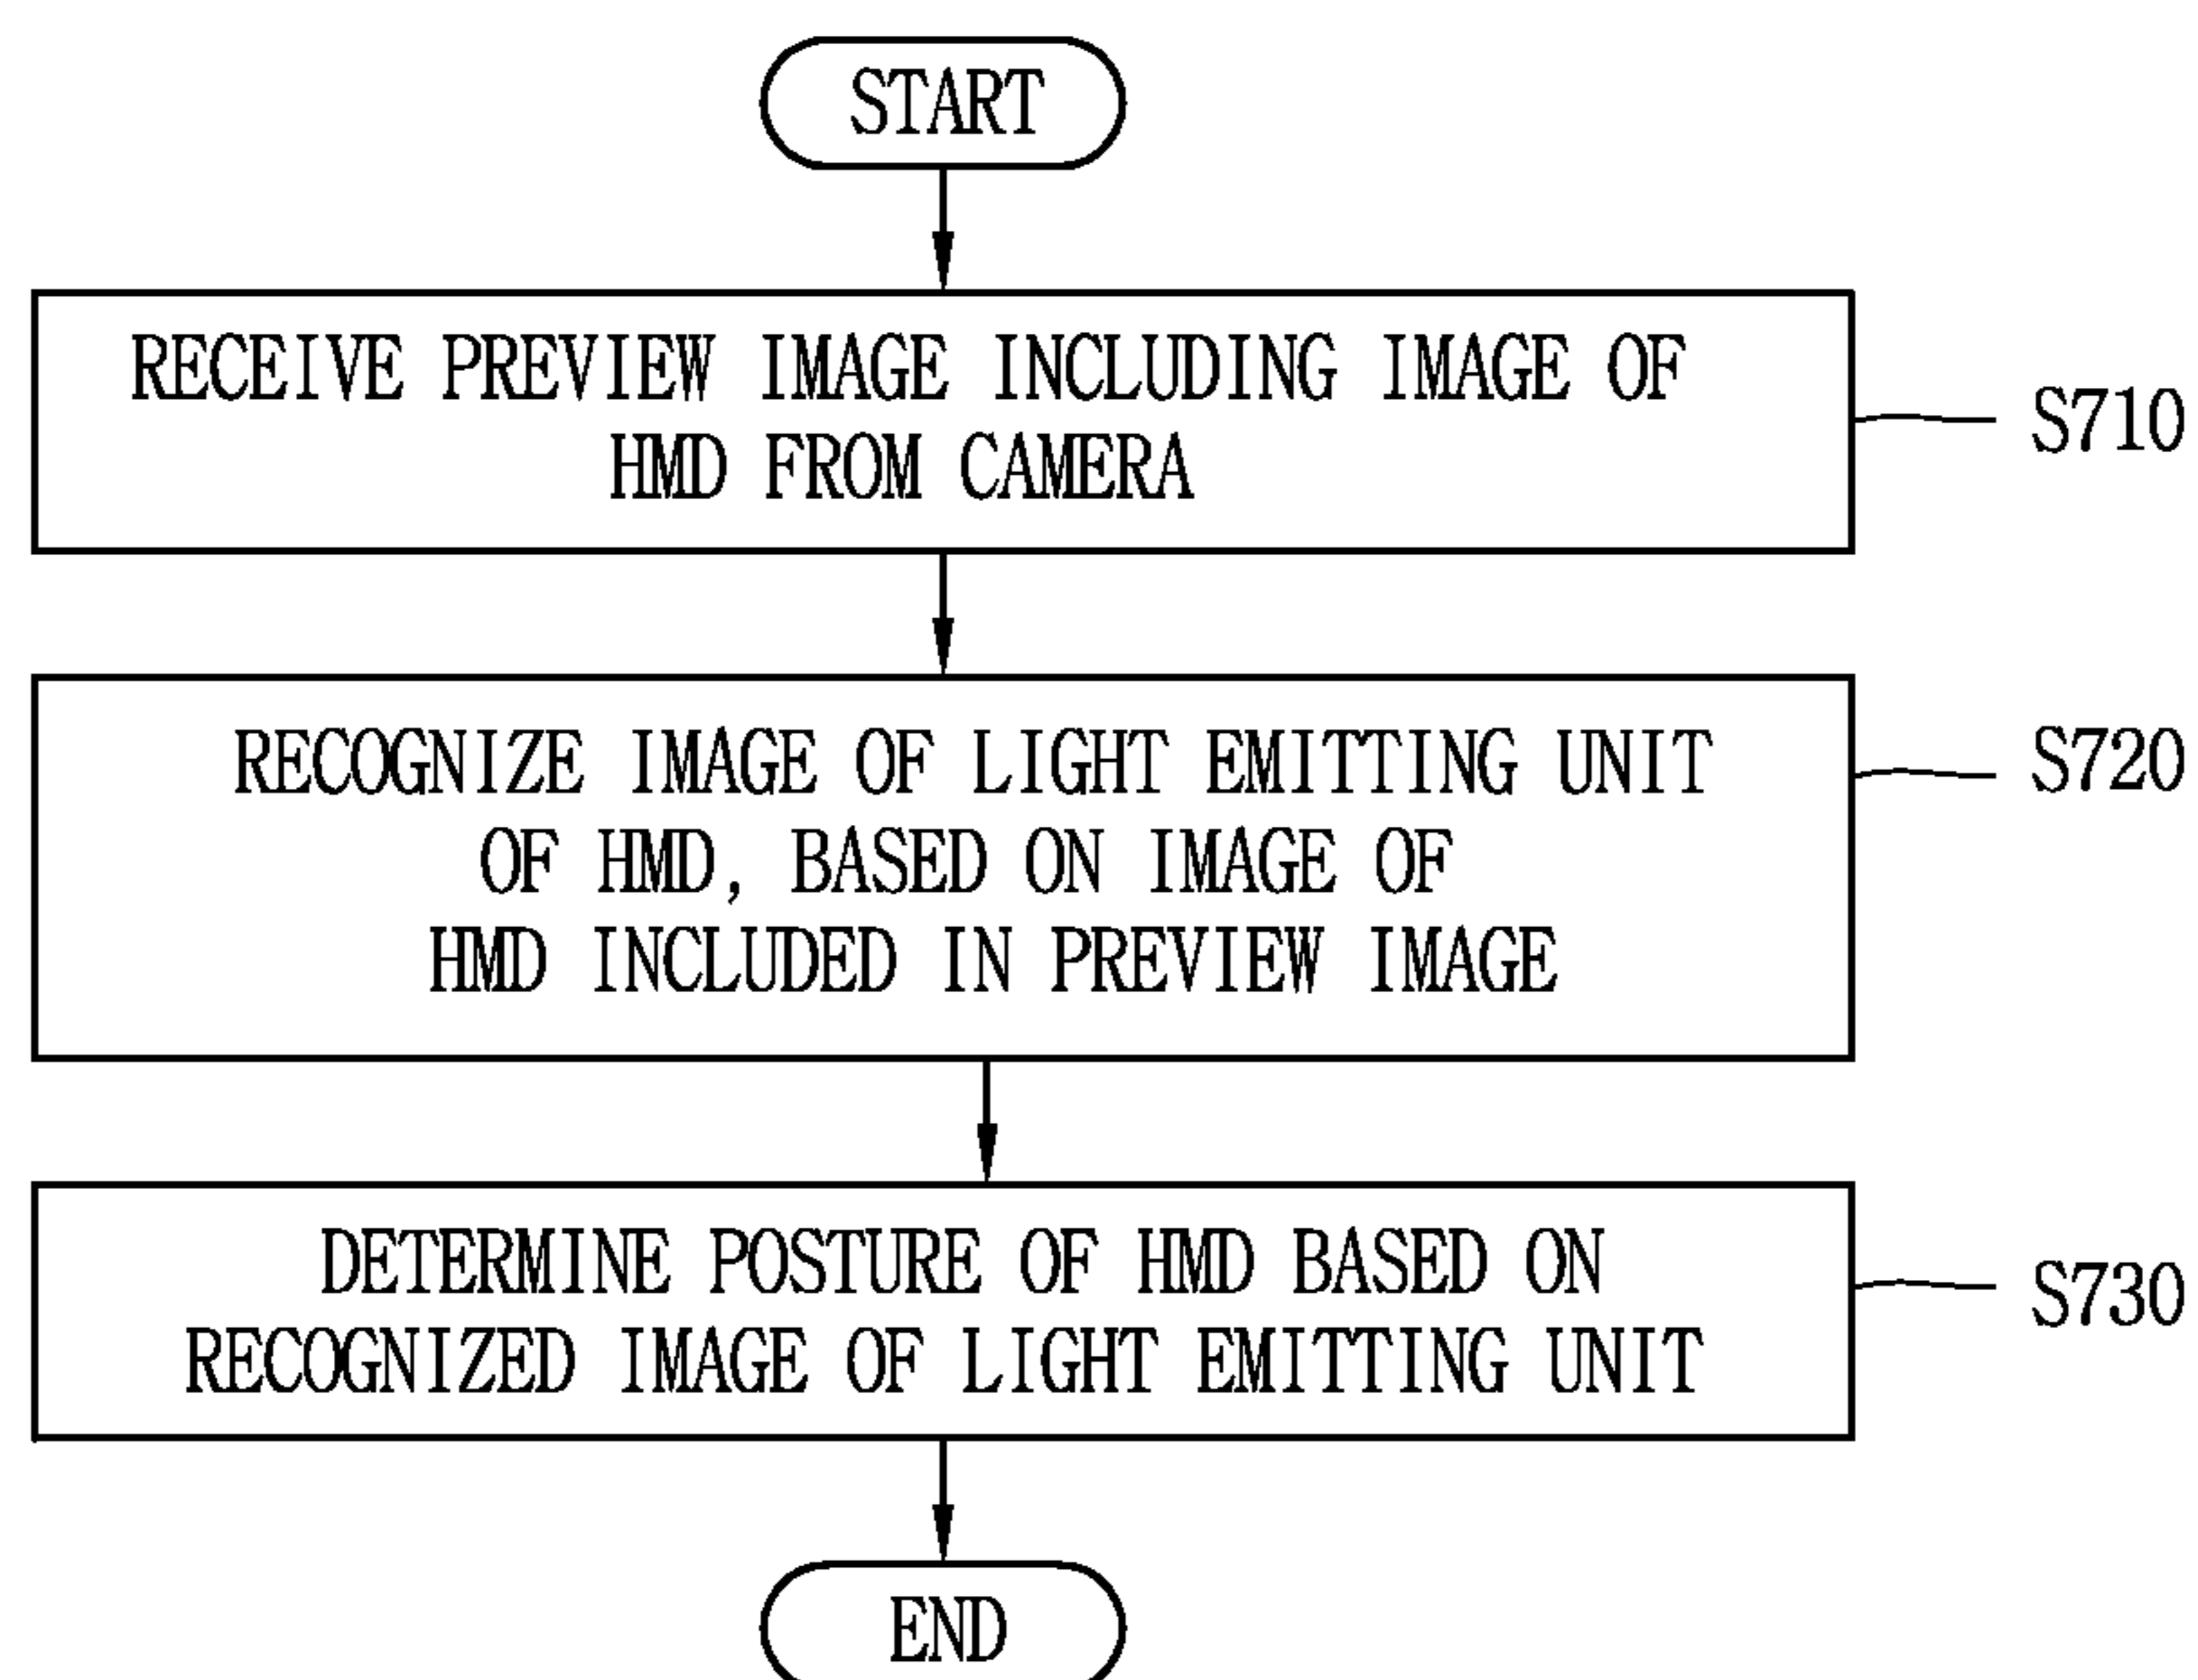 START
RECEIVE PREVIEW IMAGE INCLUDING IMAGE OF
HMD FROM CAMERA
S710
RECOGNIZE IMAGE OF LIGHT EMITTING UNIT
OF HMD, BASED ON IMAGE OF
HMD INCLUDED IN PREVIEW IMAGE
S720
DETERMINE POSTURE OF HMD BASED ON
RECOGNIZED IMAGE OF LIGHT EMITTING UNIT
S730
END